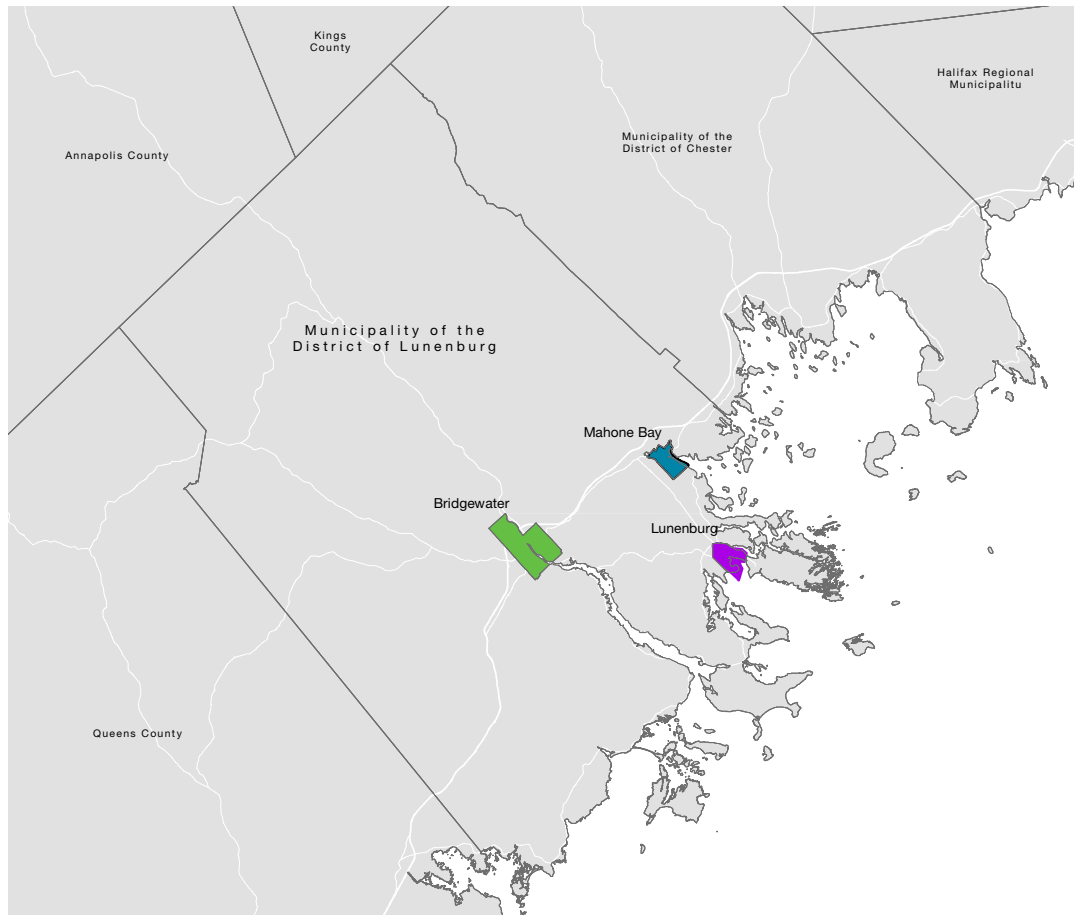 Kings
County
Halifax Regional
Municipalitu
Municipality of the
District of Chester
Annapolis County
Municipality of the
District of Lunenburg
Mahone Bay
Bridgewater
Lunenburg
Queens County